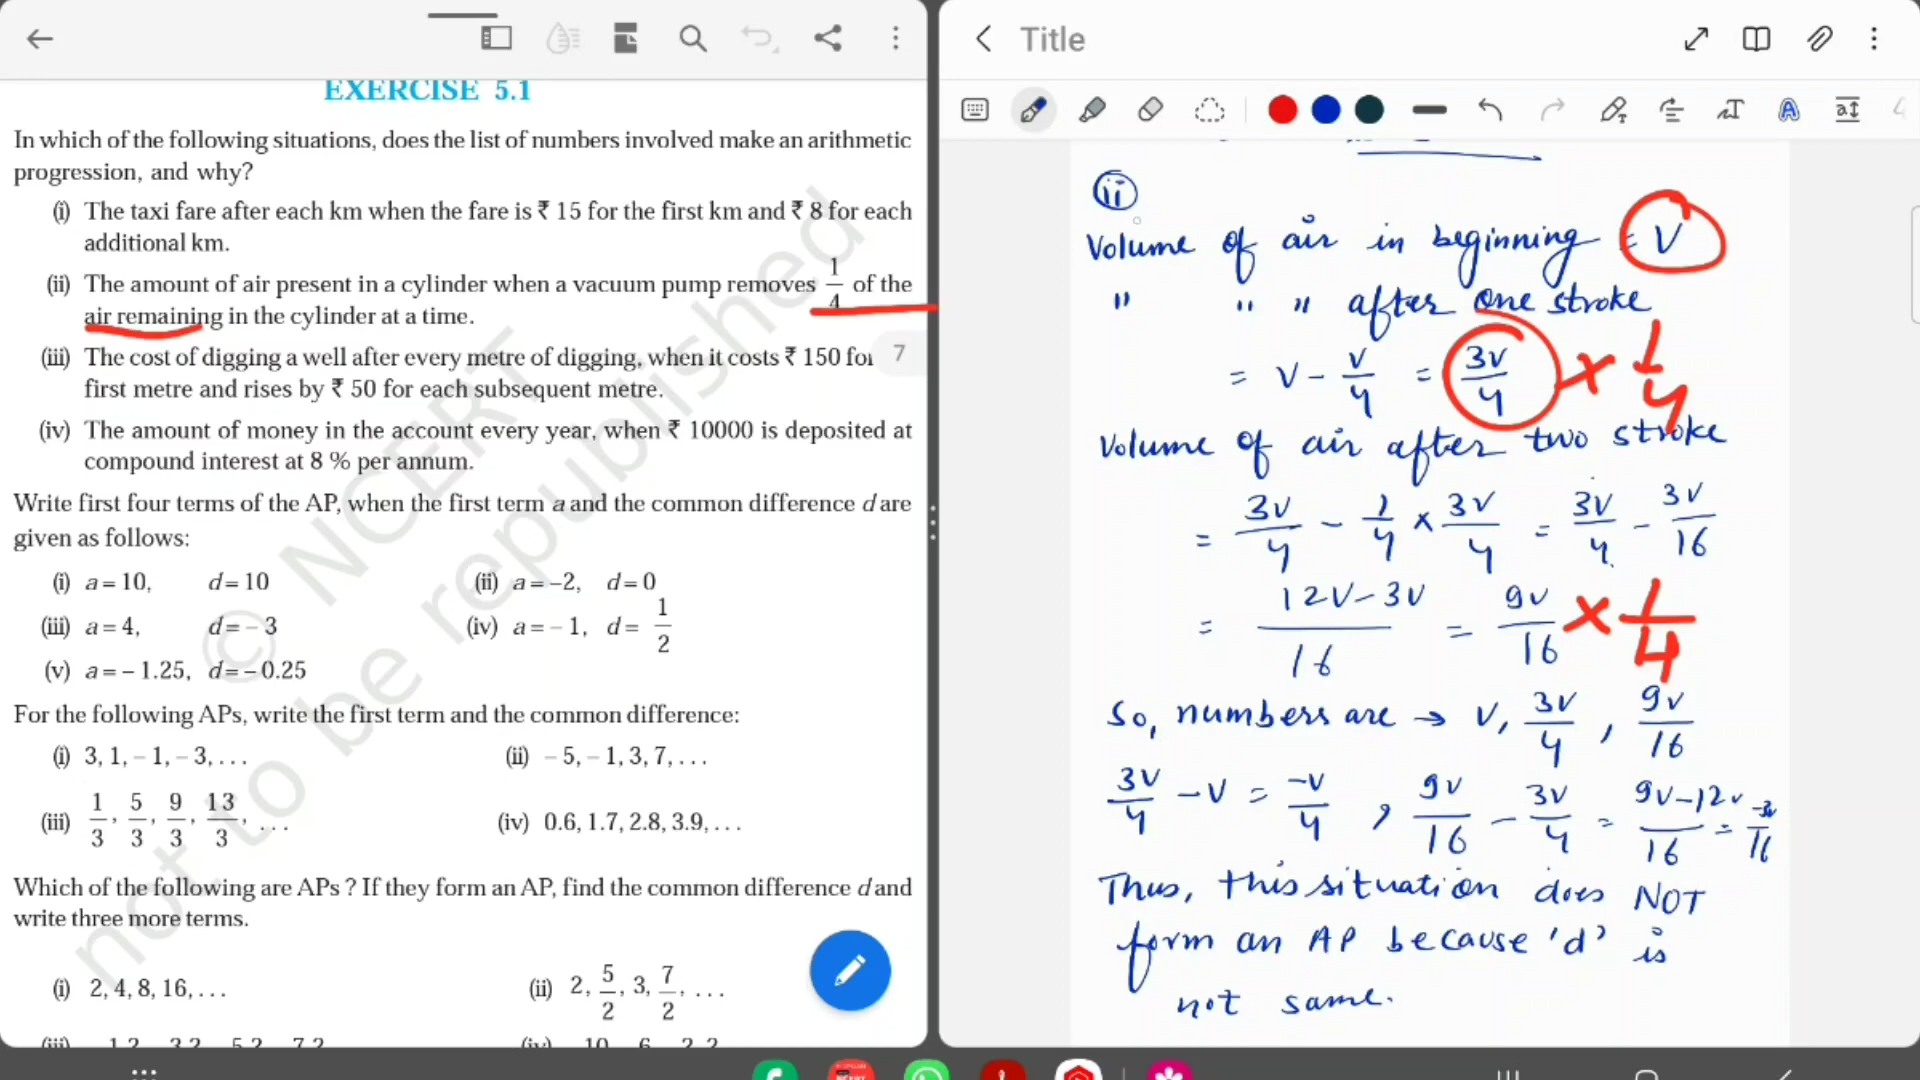 EXERCISE 5.1
In which of the following situations, does the list of numbers involved make an arithmetic
progression, and why?
(i) The taxi fare after each km when the fare is ₹ 15 for the first km and ₹ 8 for each
additional km.
(ii) The amount of air present in a cylinder when a vacuum pump removes 1/4 of the
air remaining in the cylinder at a time.
(iii) The cost of digging a well after every metre of digging, when it costs ₹ 150 for
first metre and rises by ₹ 50 for each subsequent metre.
7
(iv) The amount of money in the account every year, when ₹ 10000 is deposited at
compound interest at 8 % per annum.
Write first four terms of the AP, when the first term a and the common difference d are
given as follows:
(i) a = 10, d = 10 (ii) a = –2, d = 0
(iii) a = 4, d = – 3 (iv) a = – 1, d = 1/2
(v) a = – 1.25, d = – 0.25
For the following APs, write the first term and the common difference:
(i) 3, 1, – 1, – 3, . . . (ii) – 5, – 1, 3, 7, . . .
(iii) 1/3, 5/3, 9/3, 13/3, . . . (iv) 0.6, 1.7, 2.8, 3.9, . . .
Which of the following are APs ? If they form an AP, find the common difference d and
write three more terms.
(i) 2, 4, 8, 16, . . . (ii) 2, 5/2, 3, 7/2, . . .
© NCERT
not to be republished
Title
(ii)
Volume of air in beginning = V
" " " after one stroke
= V - V/4 = 3V/4 × 1/4
Volume of air after two stroke
= 3V/4 - 1/4 × 3V/4 = 3V/4 - 3V/16
= 12V-3V/16 = 9V/16 × 1/4
So, numbers are → V, 3V/4, 9V/16
3V/4 - V = -V/4, 9V/16 - 3V/4 = 9V-12V/16 = -3V/16
Thus, this situation does NOT
form an AP because 'd' is
not same.